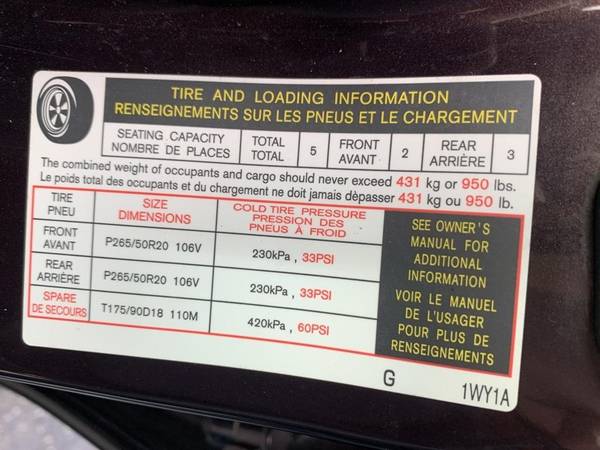 TIRE AND LOADING INFORMATION
RENSEIGNEMENTS SUR LES PNEUS ET LE CHARGEMENT
SEATING CAPACITY
NOMBRE DE PLACES
TOTAL
TOTAL
5
FRONT
AVANT
2
REAR
ARRIÈRE
3
The combined weight of occupants and cargo should never exceed 431 kg or 950 lbs.
Le poids total des occupants et du chargement ne doit jamais dépasser 431 kg ou 950 lb.
TIRE
PNEU
SIZE
DIMENSIONS
COLD TIRE PRESSURE
PRESSION DES
PNEUS À FROID
FRONT
AVANT
P265/50R20 106V
230kPa , 33PSI
REAR
ARRIÈRE
P265/50R20 106V
230kPa , 33PSI
SPARE
DE SECOURS
T175/90D18 110M
420kPa , 60PSI
SEE OWNER'S
MANUAL FOR
ADDITIONAL
INFORMATION
VOIR LE MANUEL
DE L'USAGER
POUR PLUS DE
RENSEIGNEMENTS
G
1WY1A